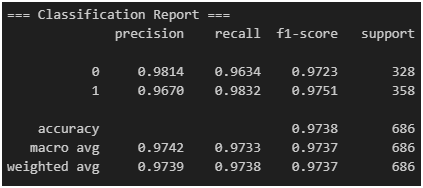 === Classification Report ===
precision recall f1-score support
0 0.9814 0.9634 0.9723 328
1 0.9670 0.9832 0.9751 358
accuracy 0.9738 686
macro avg 0.9742 0.9733 0.9737 686
weighted avg 0.9739 0.9738 0.9737 686